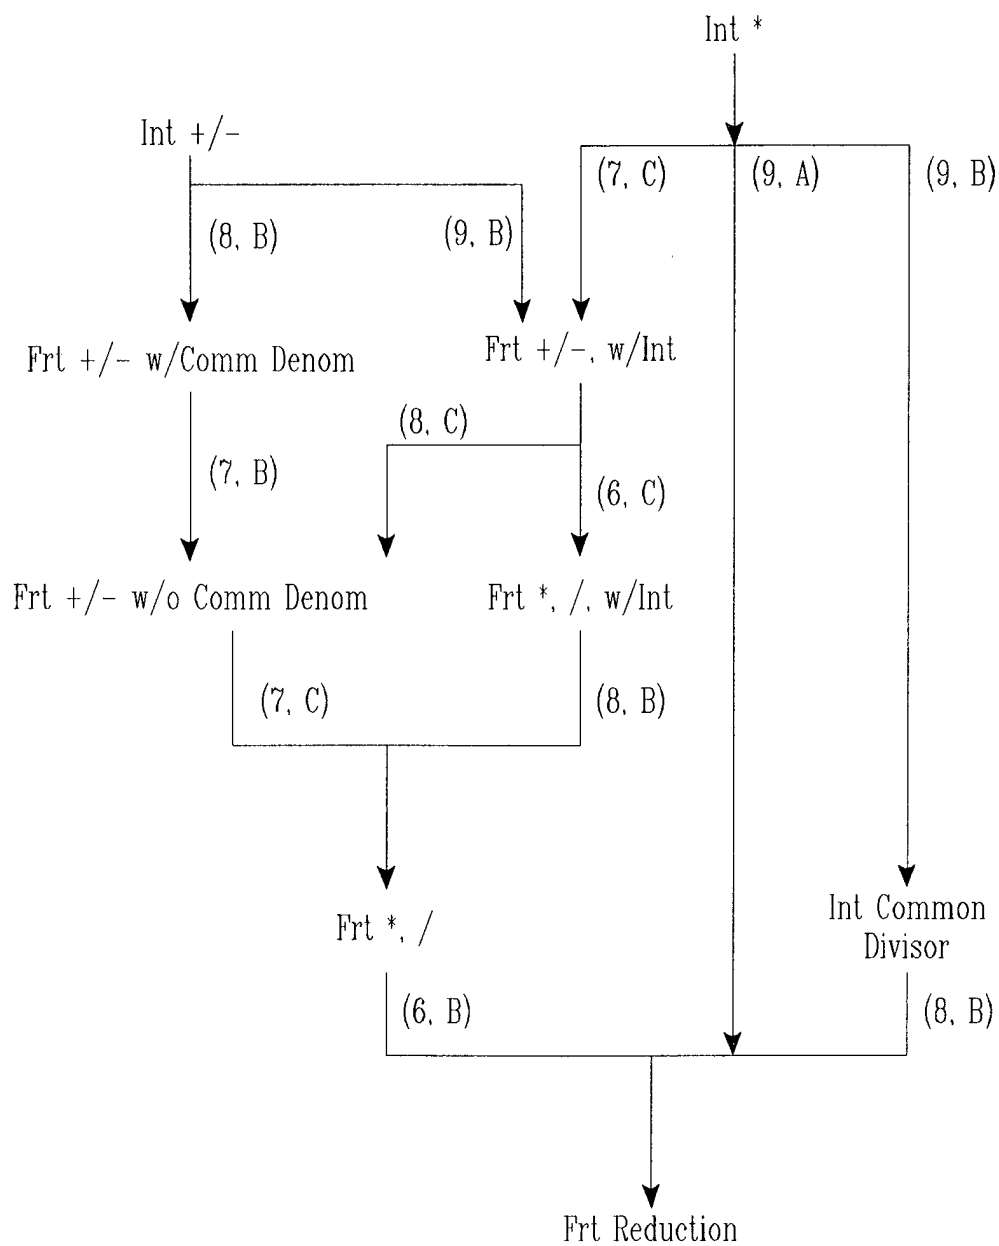 Int *
Int +/-
(7, C)
(9, A)
(9, B)
(8, B)
(9, B)
Frt +/- w/Comm Denom
Frt +/-, w/Int
(8, C)
(7, B)
(6, C)
Frt +/- w/o Comm Denom
Frt *, /, w/Int
(7, C)
(8, B)
Int Common
Divisor
Frt *, /
(6, B)
(8, B)
Frt Reduction